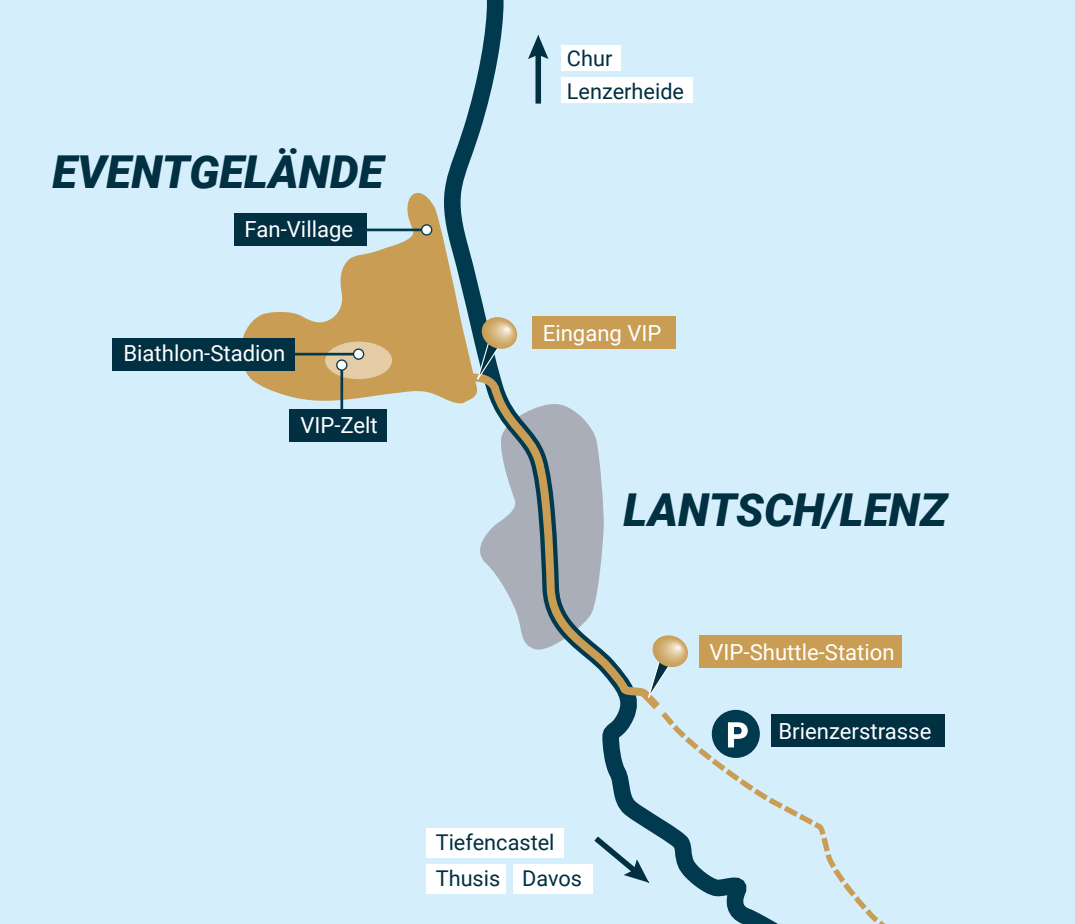 Chur
Lenzerheide
EVENTGELÄNDE
Fan-Village
Eingang VIP
Biathlon-Stadion
VIP-Zelt
LANTSCH/LENZ
VIP-Shuttle-Station
P Brienzerstrasse
Tiefencastel
Thusis Davos